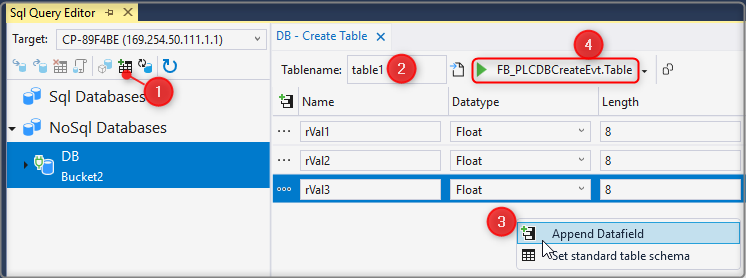 Sql Query Editor
Target: CP-89F4BE (169.254.50.111.1.1)
1
Sql Databases
NoSql Databases
DB
Bucket2
DB - Create Table
4
Tablename: table1 2 FB_PLCDBCreateEvt.Table
Name Datatype Length
rVal1 Float 8
rVal2 Float 8
rVal3 Float 8
3
Append Datafield
Set standard table schema